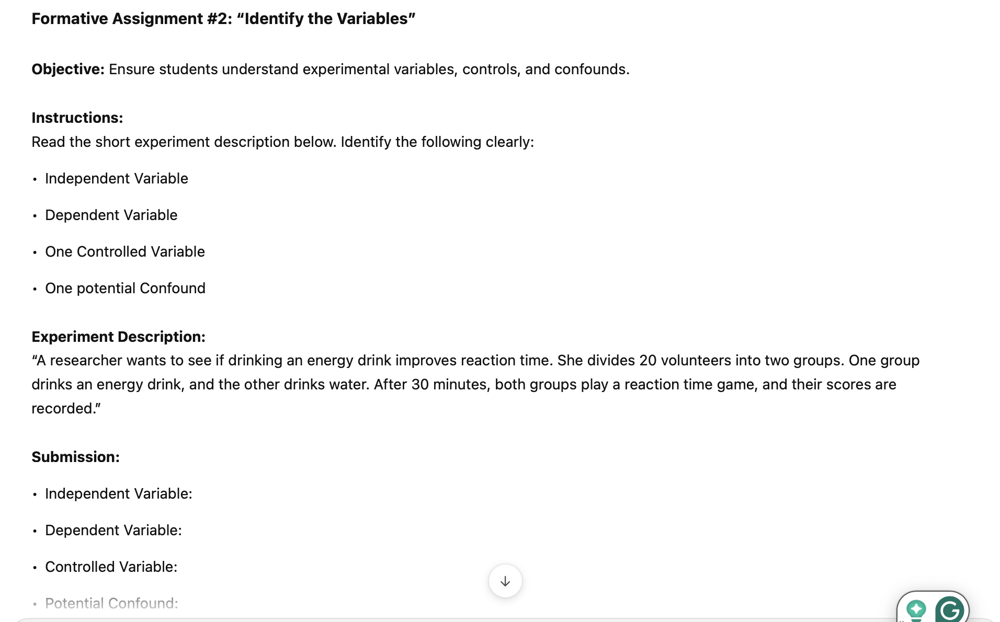 Formative Assignment #2: “Identify the Variables”
Objective: Ensure students understand experimental variables, controls, and confounds.
Instructions:
Read the short experiment description below. Identify the following clearly:
• Independent Variable
• Dependent Variable
• One Controlled Variable
• One potential Confound
Experiment Description:
“A researcher wants to see if drinking an energy drink improves reaction time. She divides 20 volunteers into two groups. One group
drinks an energy drink, and the other drinks water. After 30 minutes, both groups play a reaction time game, and their scores are
recorded.”
Submission:
• Independent Variable:
• Dependent Variable:
• Controlled Variable:
• Potential Confound: